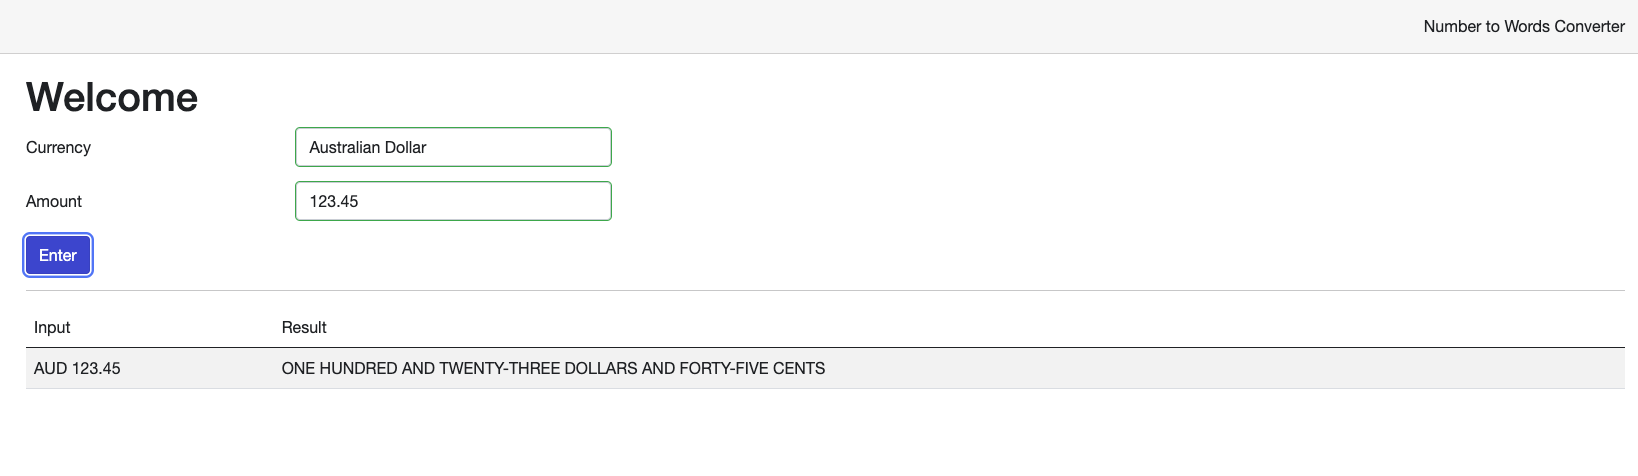 Number to Words Converter
Welcome
Currency
Australian Dollar
Amount
123.45
Enter
Input Result
AUD 123.45 ONE HUNDRED AND TWENTY-THREE DOLLARS AND FORTY-FIVE CENTS